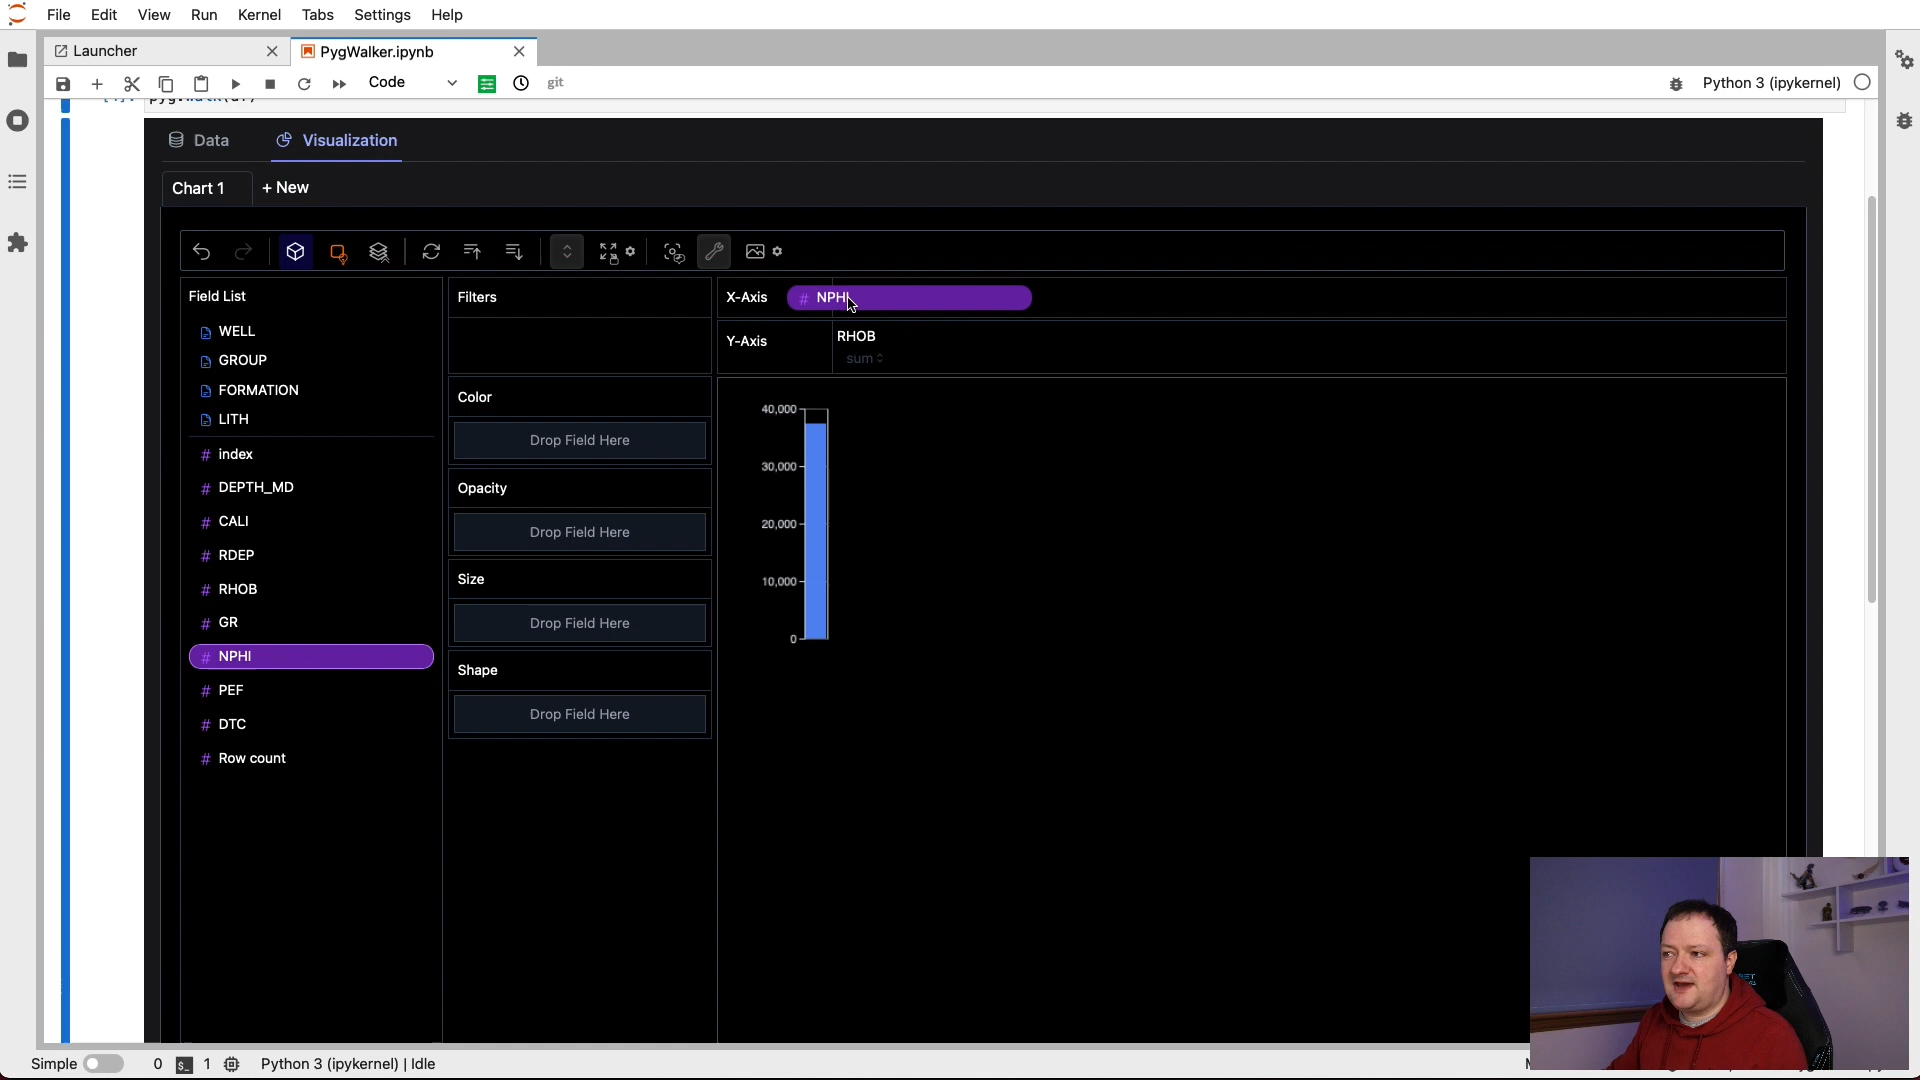 File Edit View Run Kernel Tabs Settings Help
Launcher
PygWalker.ipynb
Code
git
Python 3 (ipykernel)
Data
Visualization
Chart 1
+ New
Field List
WELL
GROUP
FORMATION
LITH
# index
# DEPTH_MD
# CALI
# RDEP
# RHOB
# GR
# NPHI
# PEF
# DTC
# Row count
Filters
Color
Drop Field Here
Opacity
Drop Field Here
Size
Drop Field Here
Shape
Drop Field Here
X-Axis
# NPHI
Y-Axis
RHOB
sum
40,000
30,000
20,000
10,000
0
Simple
0
1
Python 3 (ipykernel) | Idle